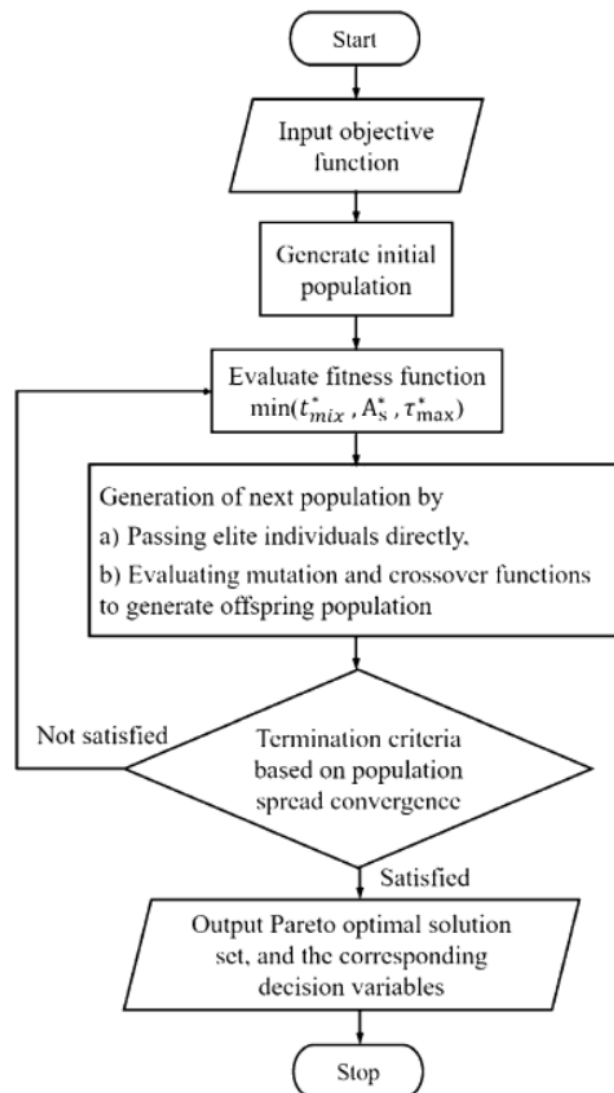 Start
Input objective
function
Generate initial
population
Evaluate fitness function
min(t*mix , A*s , τ*max)
Generation of next population by
a) Passing elite individuals directly,
b) Evaluating mutation and crossover functions
to generate offspring population
Not satisfied
Termination criteria
based on population
spread convergence
Satisfied
Output Pareto optimal solution
set, and the corresponding
decision variables
Stop